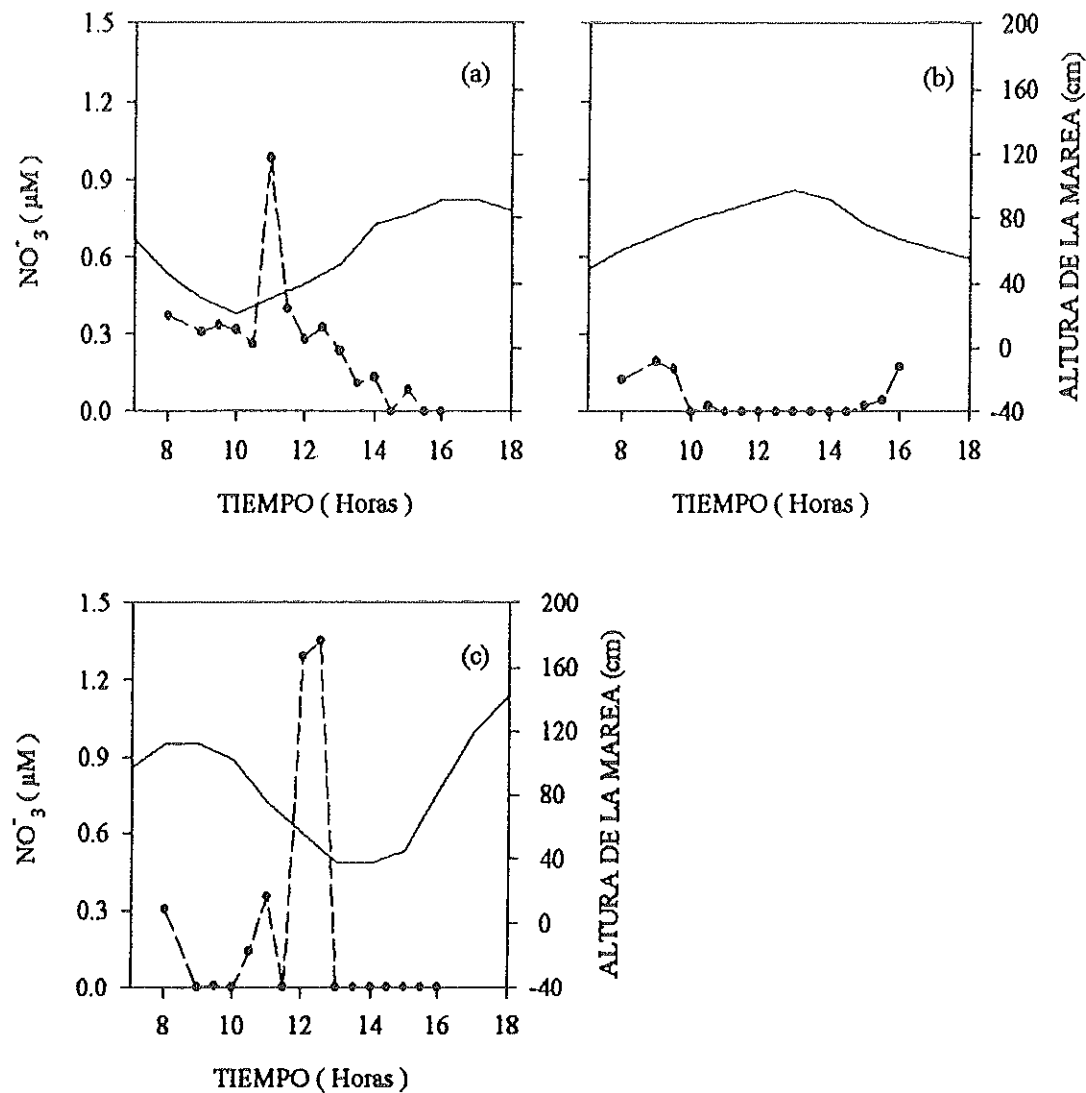 1.5
1.2
0.9
0.6
0.3
0.0
NO⁻₃ ( µM )
(a)
8 10 12 14 16 18
TIEMPO ( Horas )
(b)
200
160
120
80
40
0
-40
ALTURA DE LA MAREA (cm)
8 10 12 14 16 18
TIEMPO ( Horas )
1.5
1.2
0.9
0.6
0.3
0.0
NO⁻₃ ( µM )
(c)
200
160
120
80
40
0
-40
ALTURA DE LA MAREA (cm)
8 10 12 14 16 18
TIEMPO ( Horas )